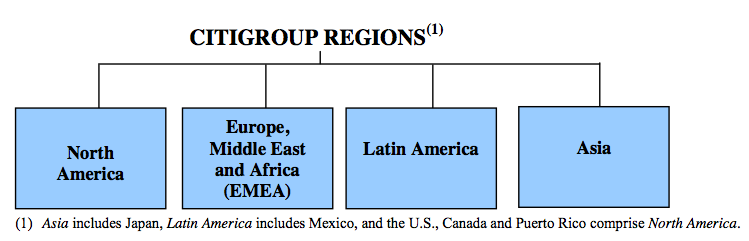 CITIGROUP REGIONS(1)
North
America
Europe,
Middle East
and Africa
(EMEA)
Latin America
Asia
(1) Asia includes Japan, Latin America includes Mexico, and the U.S., Canada and Puerto Rico comprise North America.